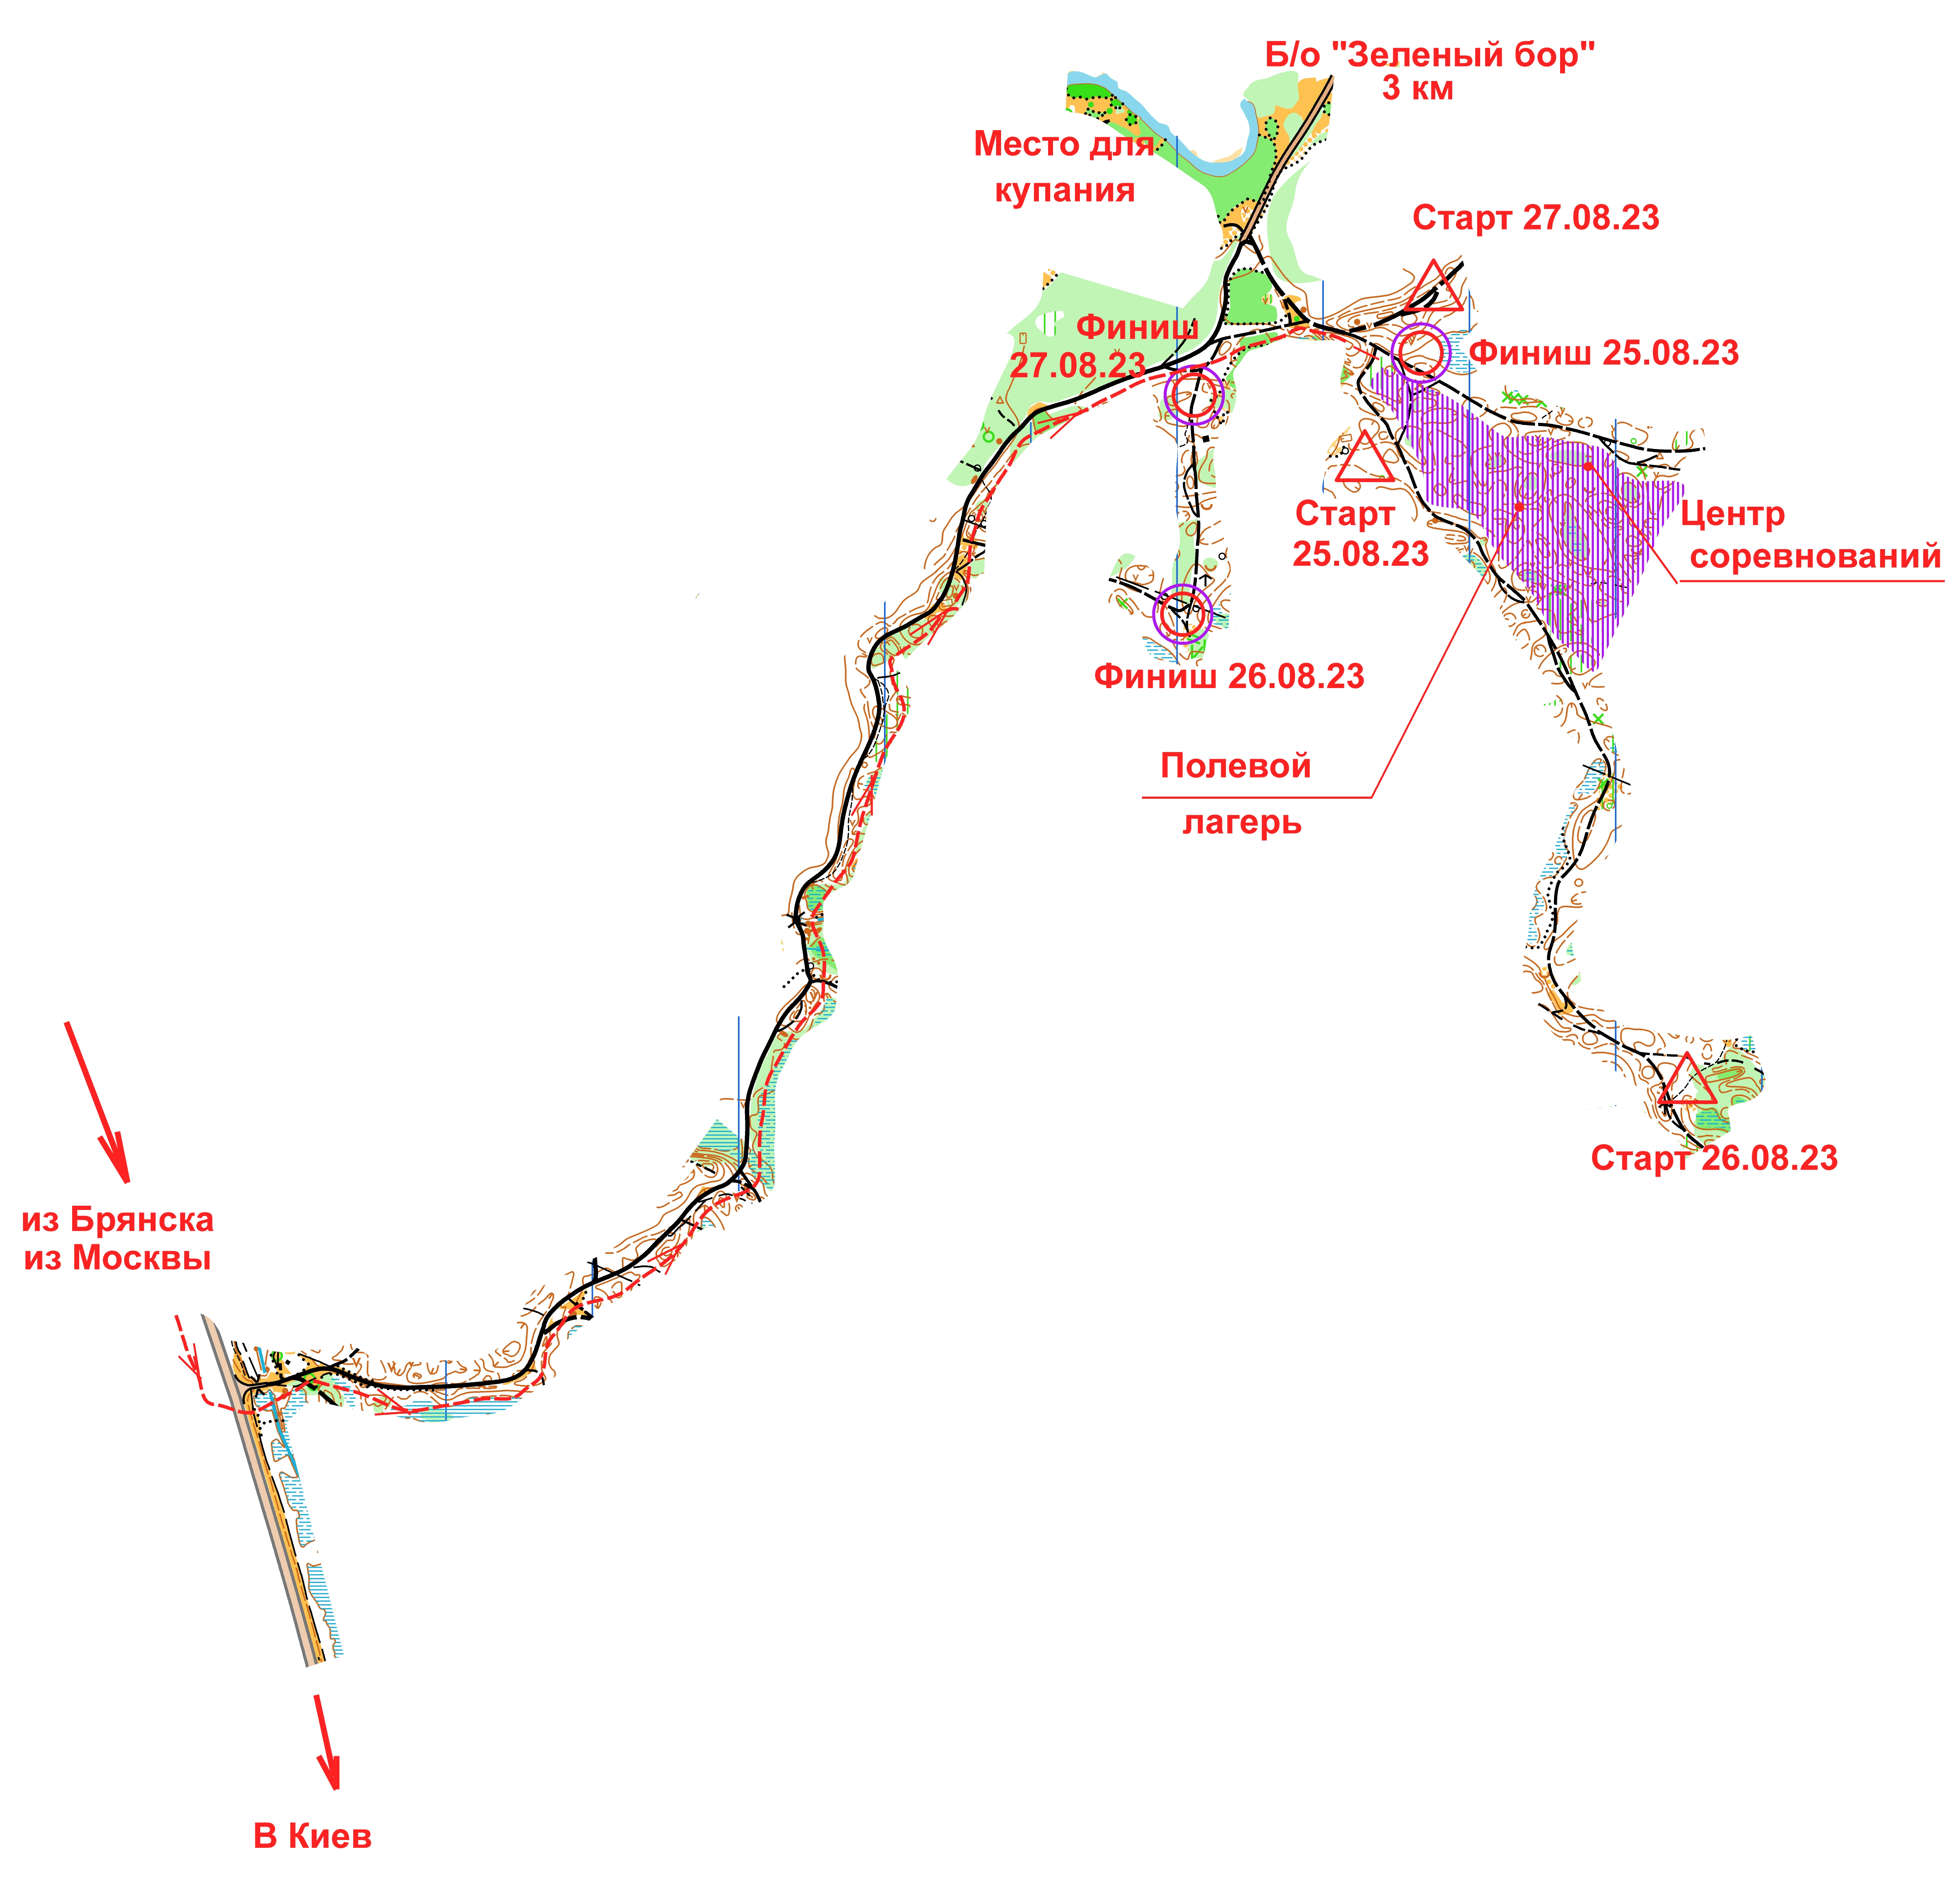 Б/о "Зеленый бор"
3 км
Место для
купания
Старт 27.08.23
Финиш
27.08.23
Финиш 25.08.23
Старт
25.08.23
Центр
соревнований
Финиш 26.08.23
Полевой
лагерь
Старт 26.08.23
из Брянска
из Москвы
В Киев